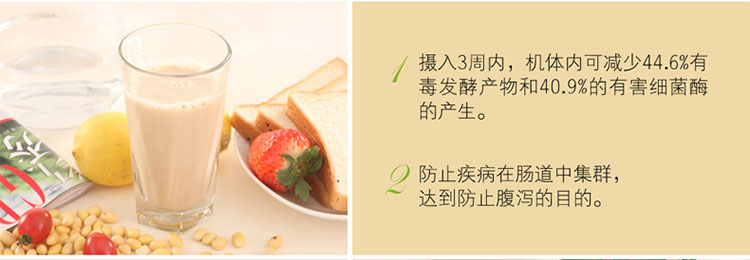 1 摄入3周内，机体内可减少44.6%有
毒发酵产物和40.9%的有害细菌酶
的产生。
2 防止疾病在肠道中集群，
达到防止腹泻的目的。